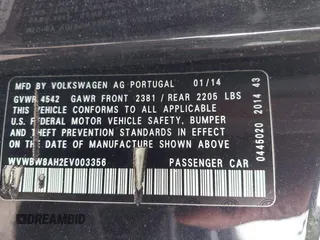 MFD. BY VOLKSWAGEN AG PORTUGAL 01/14
GVWR 4542 GAWR FRONT 2381 / REAR 2205 LBS
THIS VEHICLE CONFORMS TO ALL APPLICABLE
U.S. FEDERAL MOTOR VEHICLE SAFETY, BUMPER
AND THEFT PREVENTION STANDARDS IN EFFECT
ON THE DATE OF MANUFACTURE SHOWN ABOVE.
WVWBW8AH2EV003356 PASSENGER CAR
0445020 2014 43
DREAMBID